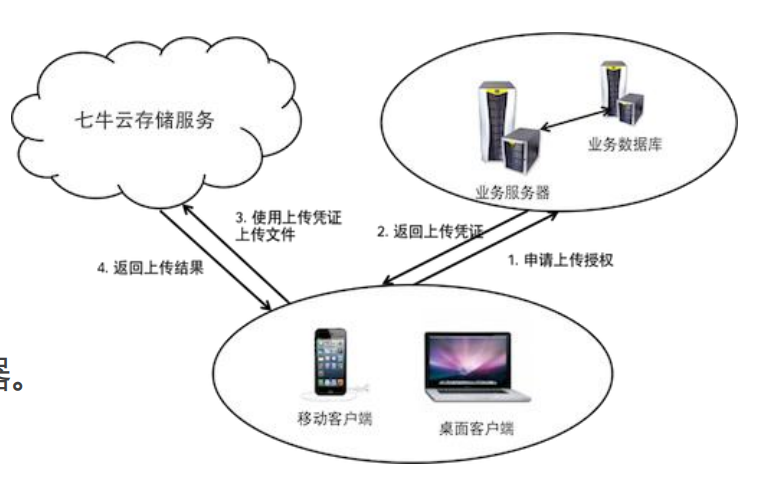 七牛云存储服务
业务数据库
业务服务器
3. 使用上传凭证
上传文件
2. 返回上传凭证
4. 返回上传结果
1. 申请上传授权
器。
移动客户端
桌面客户端